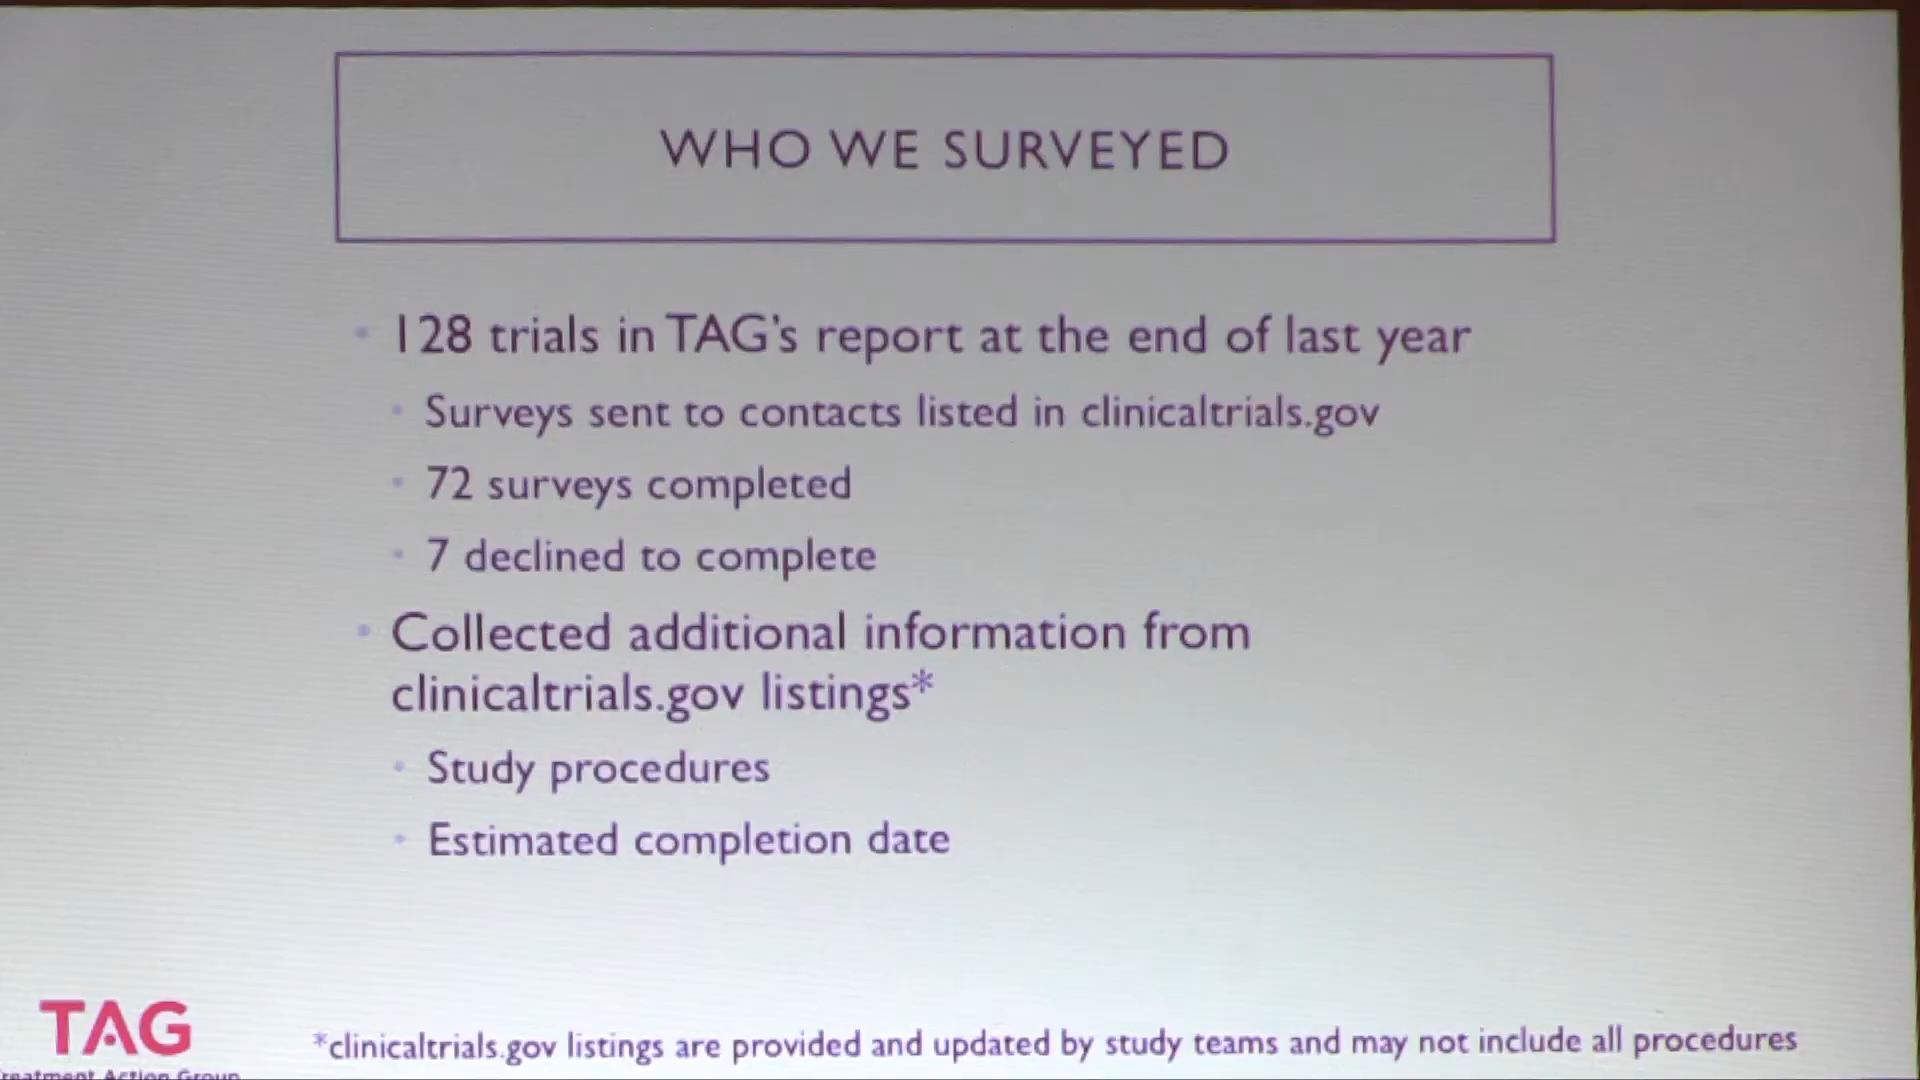 WHO WE SURVEYED
128 trials in TAG's report at the end of last year
Surveys sent to contacts listed in clinicaltrials.gov
72 surveys completed
7 declined to complete
Collected additional information from
clinicaltrials.gov listings*
Study procedures
Estimated completion date
TAG
Treatment Action Group
*clinicaltrials.gov listings are provided and updated by study teams and may not include all procedures